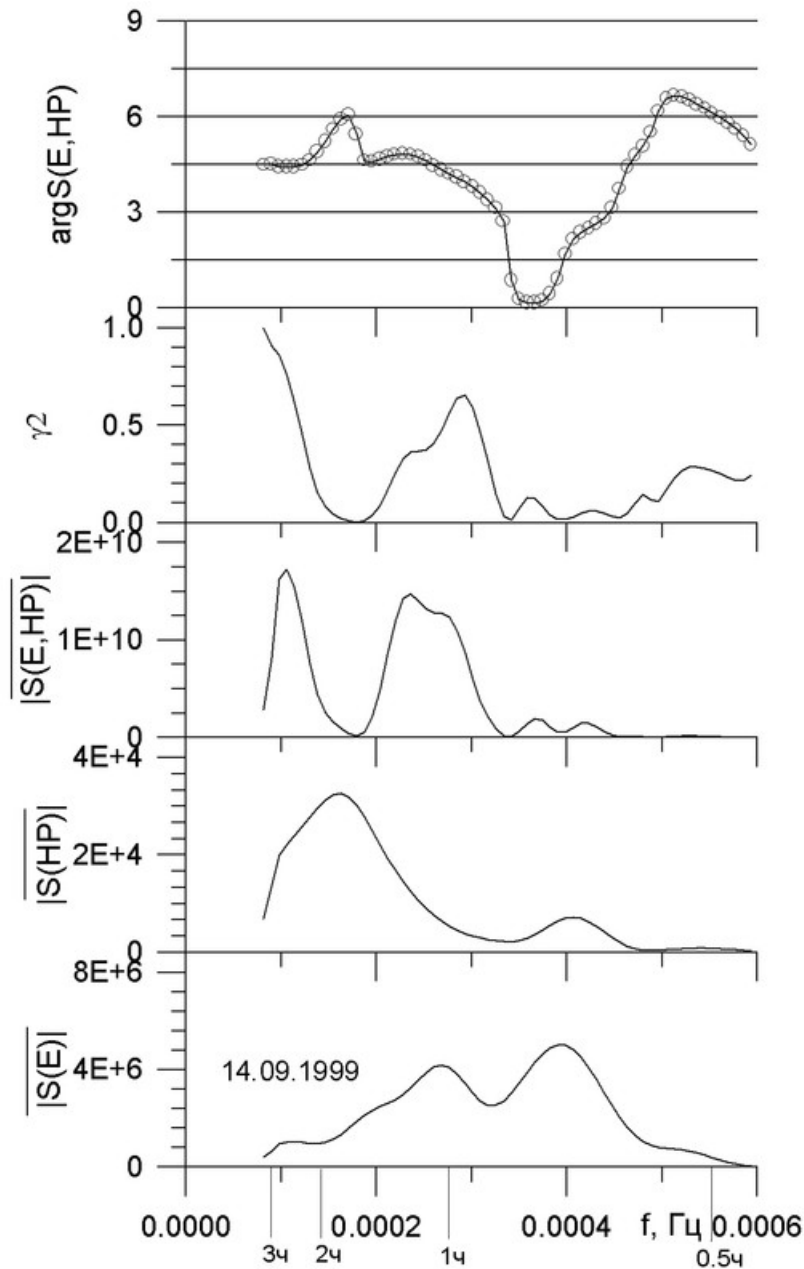 9
6
3
0
argS(E,HP)
1.0
0.5
0.0
γ2
2E+10
1E+10
0
|S(E,HP)|
4E+4
2E+4
0
|S(HP)|
8E+6
4E+6
0
|S(E)|
14.09.1999
0.0000 0.0002 0.0004 f, Гц 0.0006
3ч 2ч 1ч 0.5ч